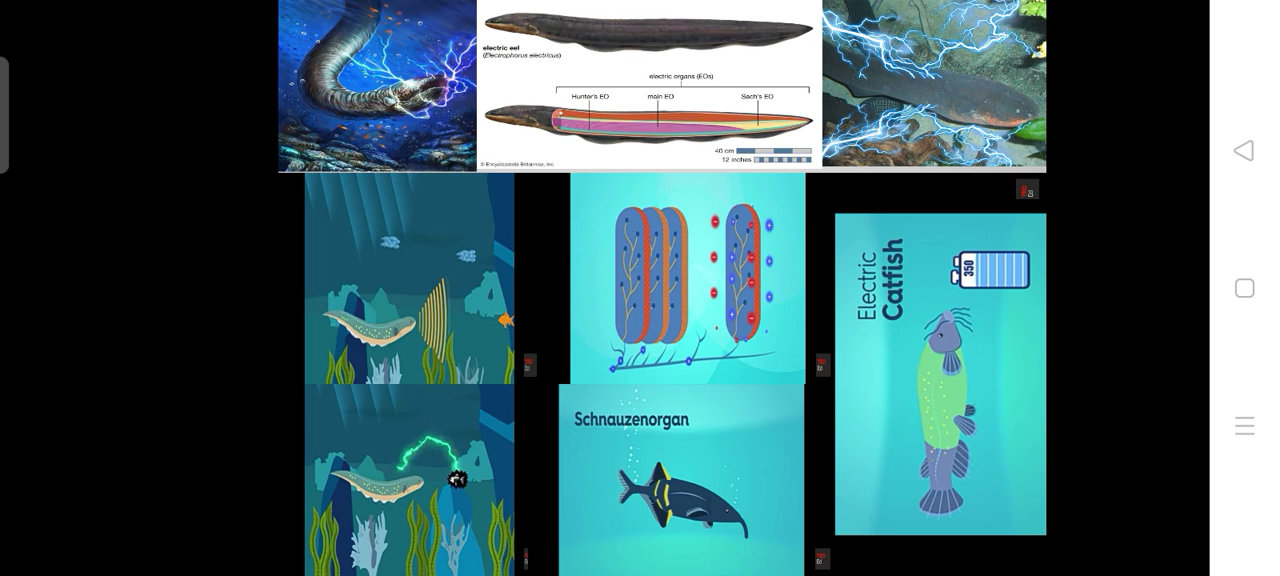 electric eel
(Electrophorus electricus)
electric organs (EOs)
Hunter's EO main EO Sach's EO
40 cm
12 inches
© Encyclopædia Britannica, Inc.
Electric
Catfish
350
Schnauzenorgan